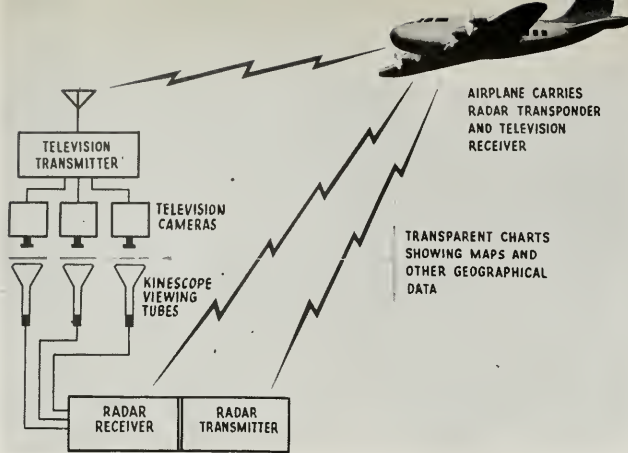 AIRPLANE CARRIES
RADAR TRANSPONDER
AND TELEVISION
RECEIVER
TELEVISION
TRANSMITTER
TELEVISION
CAMERAS
TRANSPARENT CHARTS
SHOWING MAPS AND
OTHER GEOGRAPHICAL
DATA
KINESCOPE
VIEWING
TUBES
RADAR
RECEIVER
RADAR
TRANSMITTER